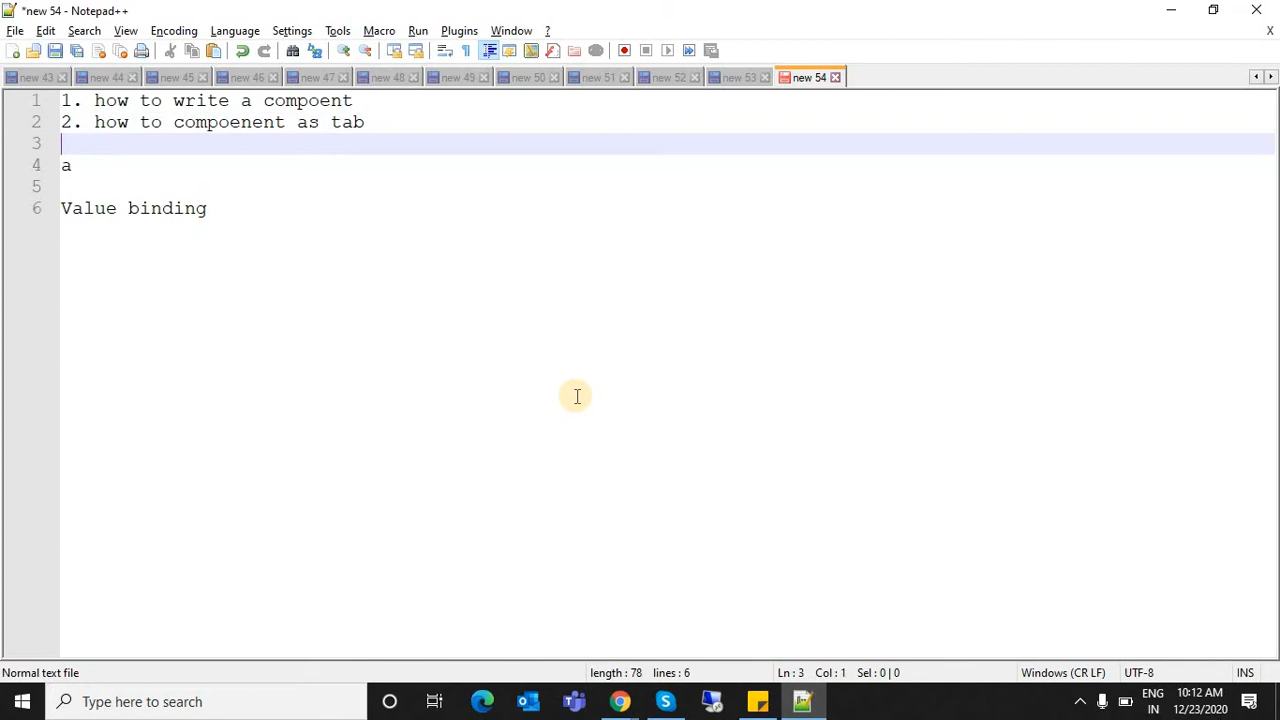 *new 54 - Notepad++
File Edit Search View Encoding Language Settings Tools Macro Run Plugins Window ? X
new 43 new 44 new 45 new 46 new 47 new 48 new 49 new 50 new 51 new 52 new 53 new 54
1 1. how to write a compoent
2 2. how to compoenent as tab
3
4 a
5
6 Value binding
Normal text file length : 78 lines : 6 Ln : 3 Col : 1 Sel : 0 | 0 Windows (CR LF) UTF-8 INS
Type here to search
ENG
IN
10:12 AM
12/23/2020